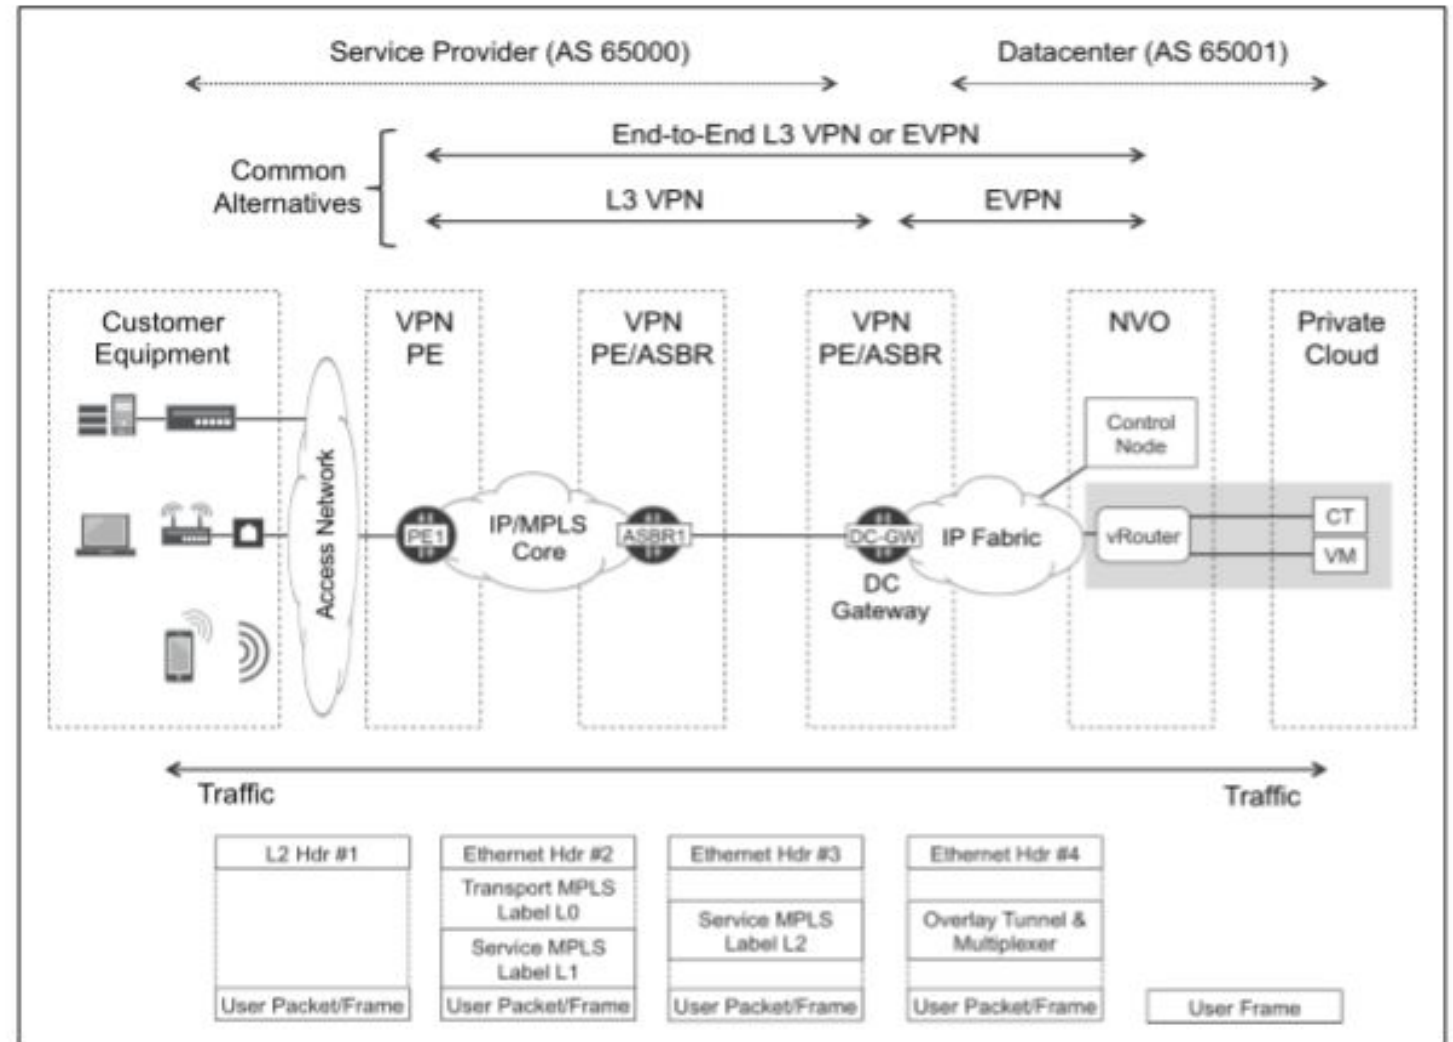 Service Provider (AS 65000)
Datacenter (AS 65001)
End-to-End L3 VPN or EVPN
Common
Alternatives
L3 VPN
EVPN
Customer
Equipment
VPN
PE
VPN
PE/ASBR
VPN
PE/ASBR
NVO
Private
Cloud
Control
Node
Access Network
PE1
IP/MPLS
Core
ASBR1
DC-GW
DC
Gateway
IP Fabric
vRouter
CT
VM
Traffic
Traffic
L2 Hdr #1
User Packet/Frame
Ethernet Hdr #2
Transport MPLS
Label L0
Service MPLS
Label L1
User Packet/Frame
Ethernet Hdr #3
Service MPLS
Label L2
User Packet/Frame
Ethernet Hdr #4
Overlay Tunnel &
Multiplexer
User Packet/Frame
User Frame